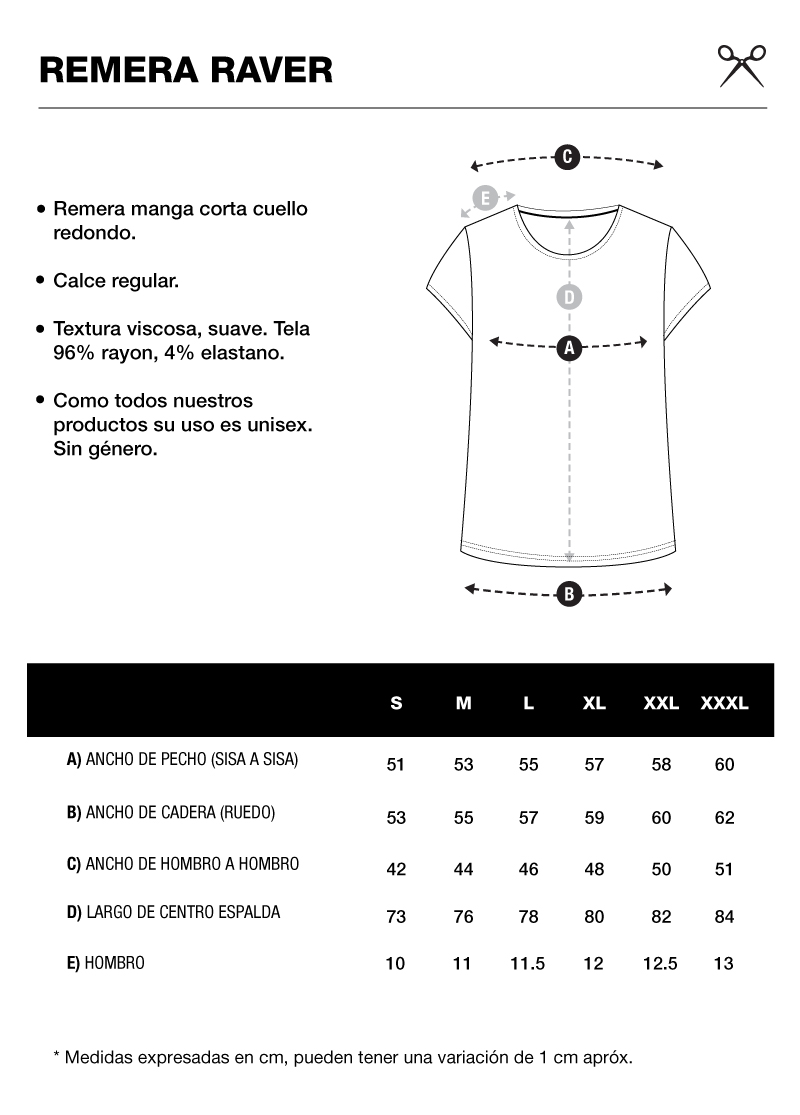 REMERA RAVER
• Remera manga corta cuello
redondo.
• Calce regular.
• Textura viscosa, suave. Tela
96% rayon, 4% elastano.
• Como todos nuestros
productos su uso es unisex.
Sin género.
C
E
D
A
B
S M L XL XXL XXXL
A) ANCHO DE PECHO (SISA A SISA) 51 53 55 57 58 60
B) ANCHO DE CADERA (RUEDO) 53 55 57 59 60 62
C) ANCHO DE HOMBRO A HOMBRO 42 44 46 48 50 51
D) LARGO DE CENTRO ESPALDA 73 76 78 80 82 84
E) HOMBRO 10 11 11.5 12 12.5 13
* Medidas expresadas en cm, pueden tener una variación de 1 cm apróx.